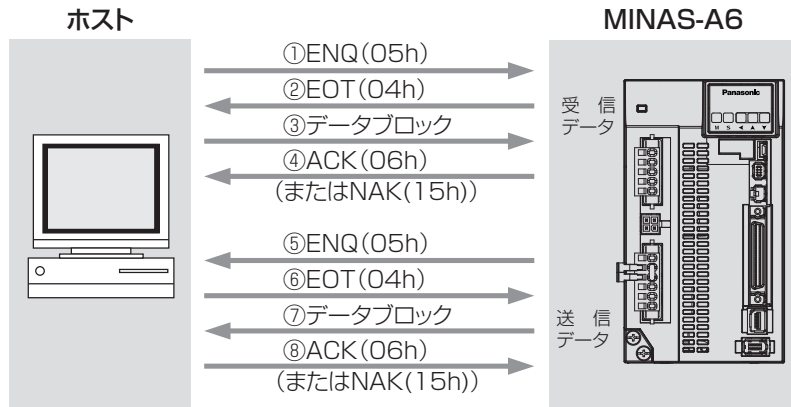 ホスト
MINAS-A6
①ENQ(05h)
②EOT(04h)
③データブロック
④ACK(06h)
(またはNAK(15h))
受 信
データ
Panasonic
M S ◀ ▲ ▼
⑤ENQ(05h)
⑥EOT(04h)
⑦データブロック
⑧ACK(06h)
(またはNAK(15h))
送 信
データ